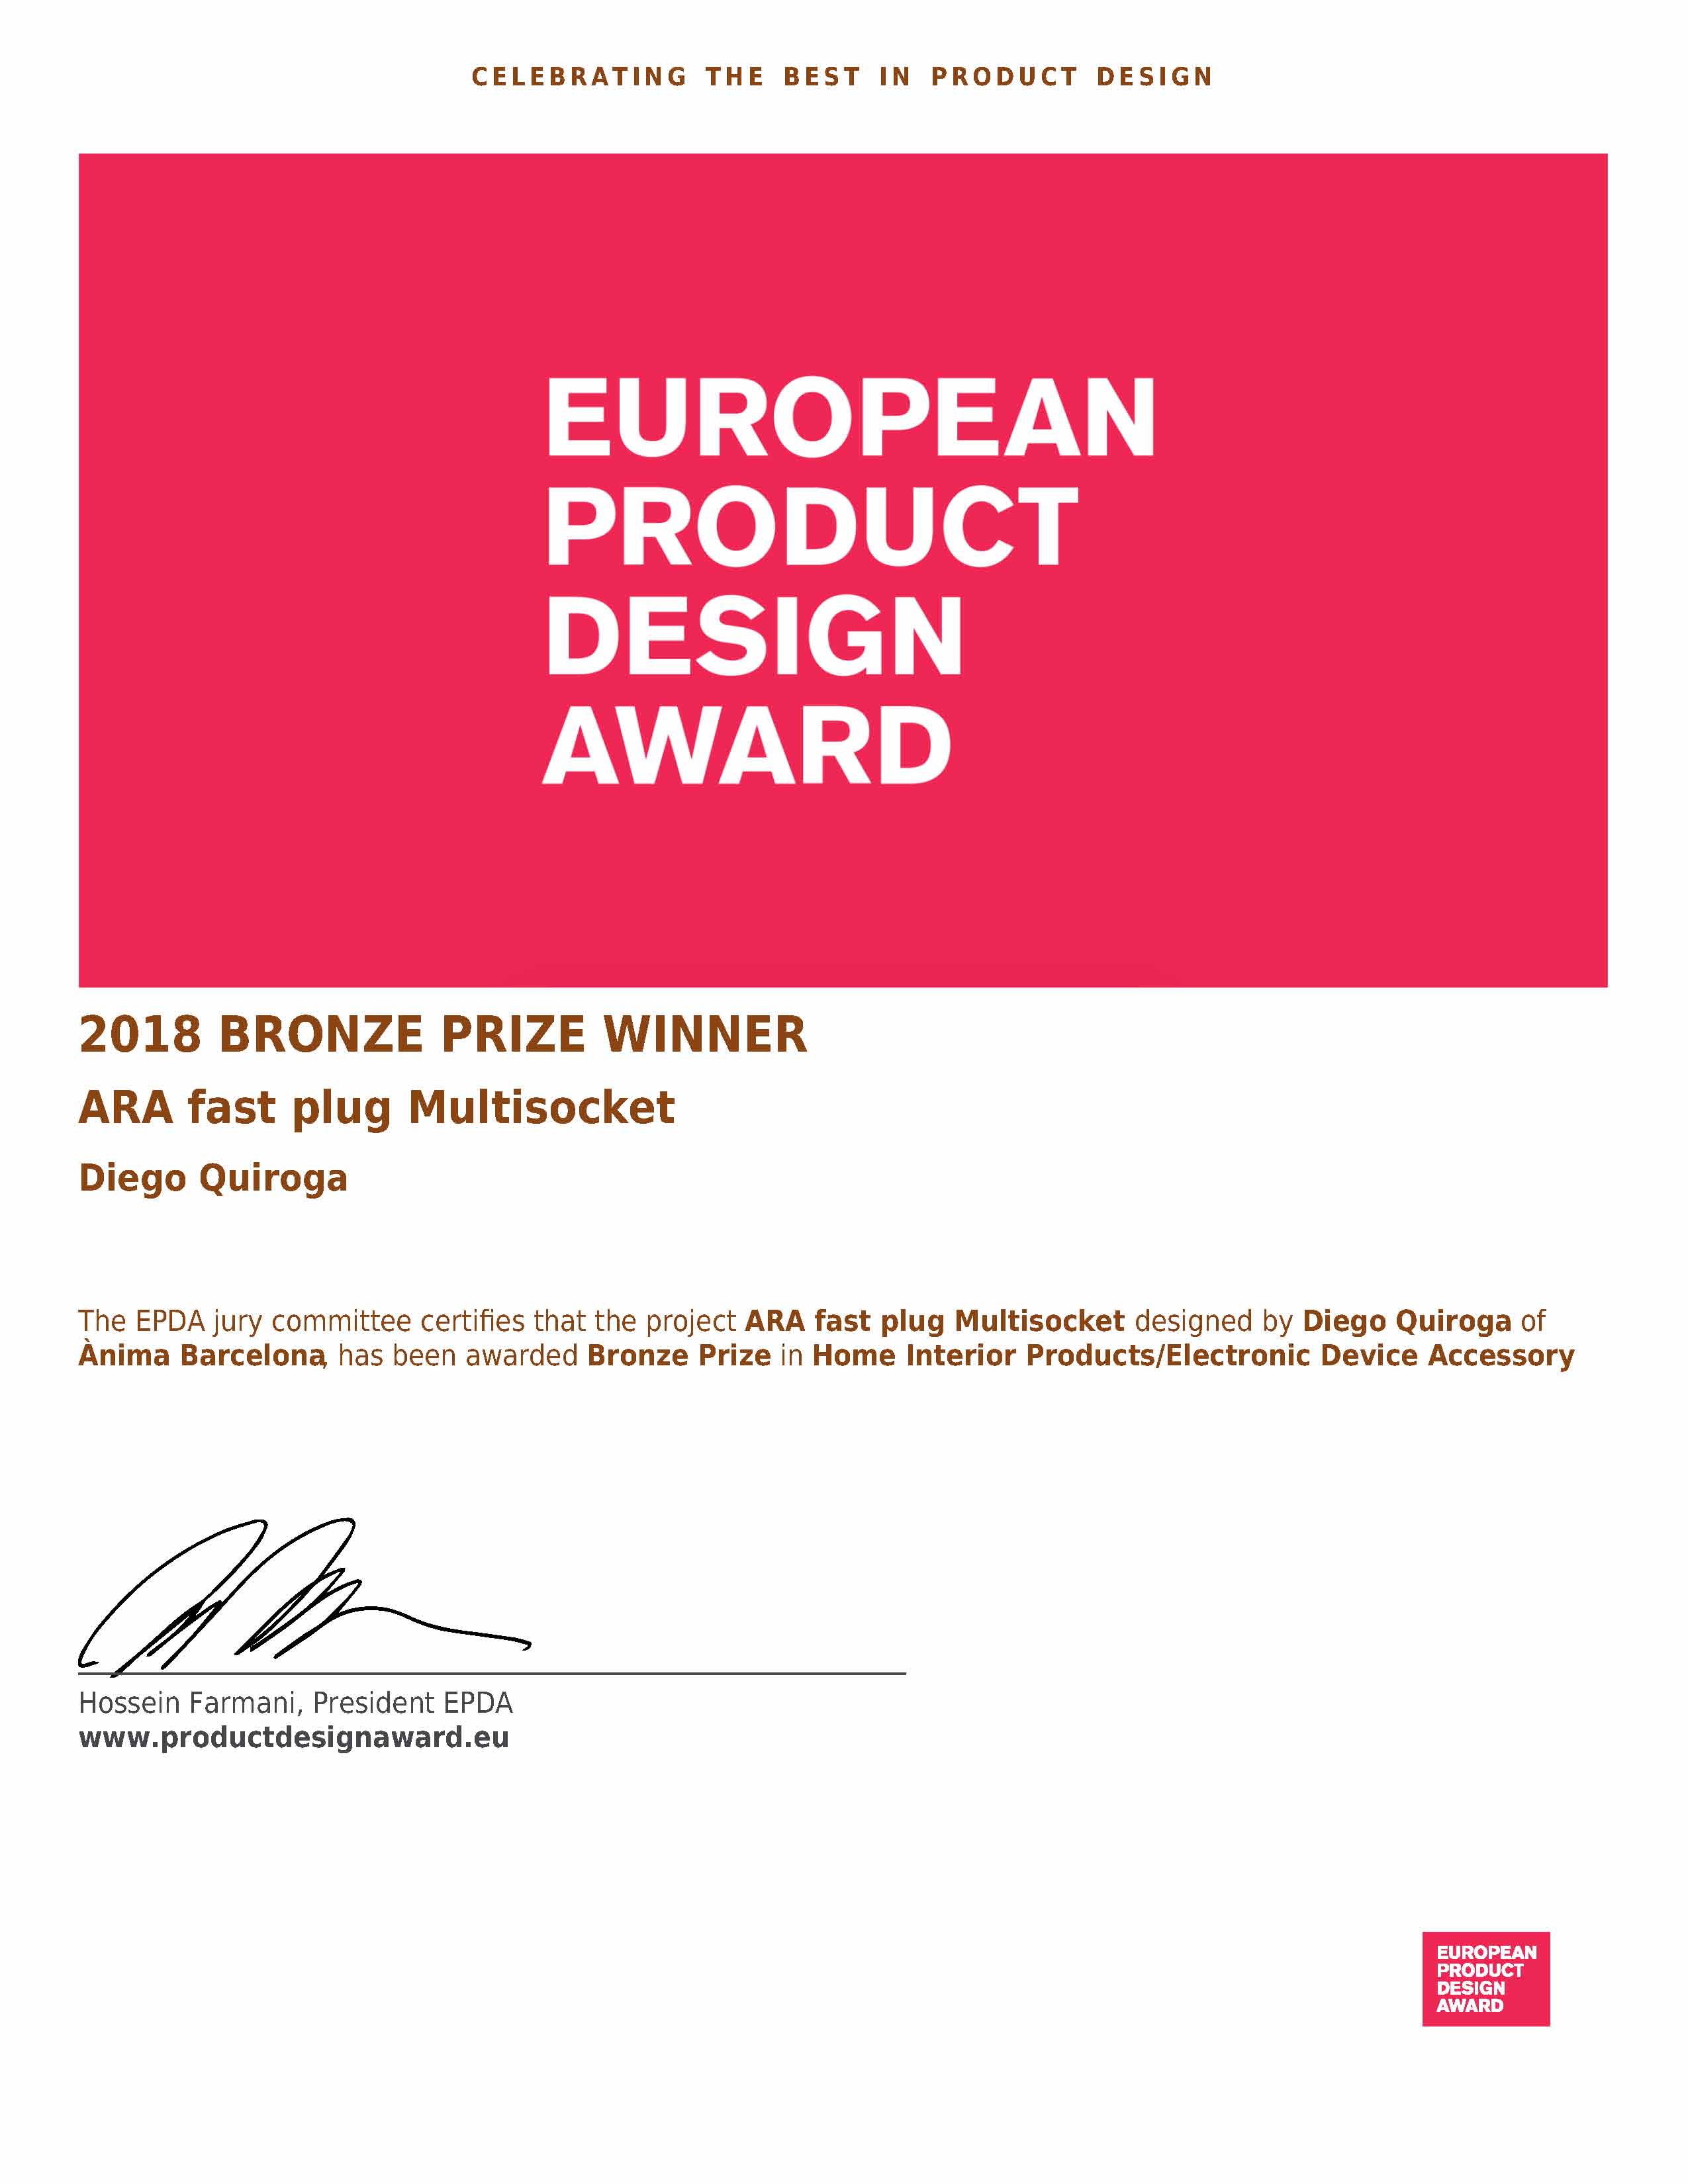 CELEBRATING THE BEST IN PRODUCT DESIGN
EUROPEAN
PRODUCT
DESIGN
AWARD
2018 BRONZE PRIZE WINNER
ARA fast plug Multisocket
Diego Quiroga
The EPDA jury committee certifies that the project ARA fast plug Multisocket designed by Diego Quiroga of
Ànima Barcelona, has been awarded Bronze Prize in Home Interior Products/Electronic Device Accessory
Hossein Farmani, President EPDA
www.productdesignaward.eu
EUROPEAN
PRODUCT
DESIGN
AWARD